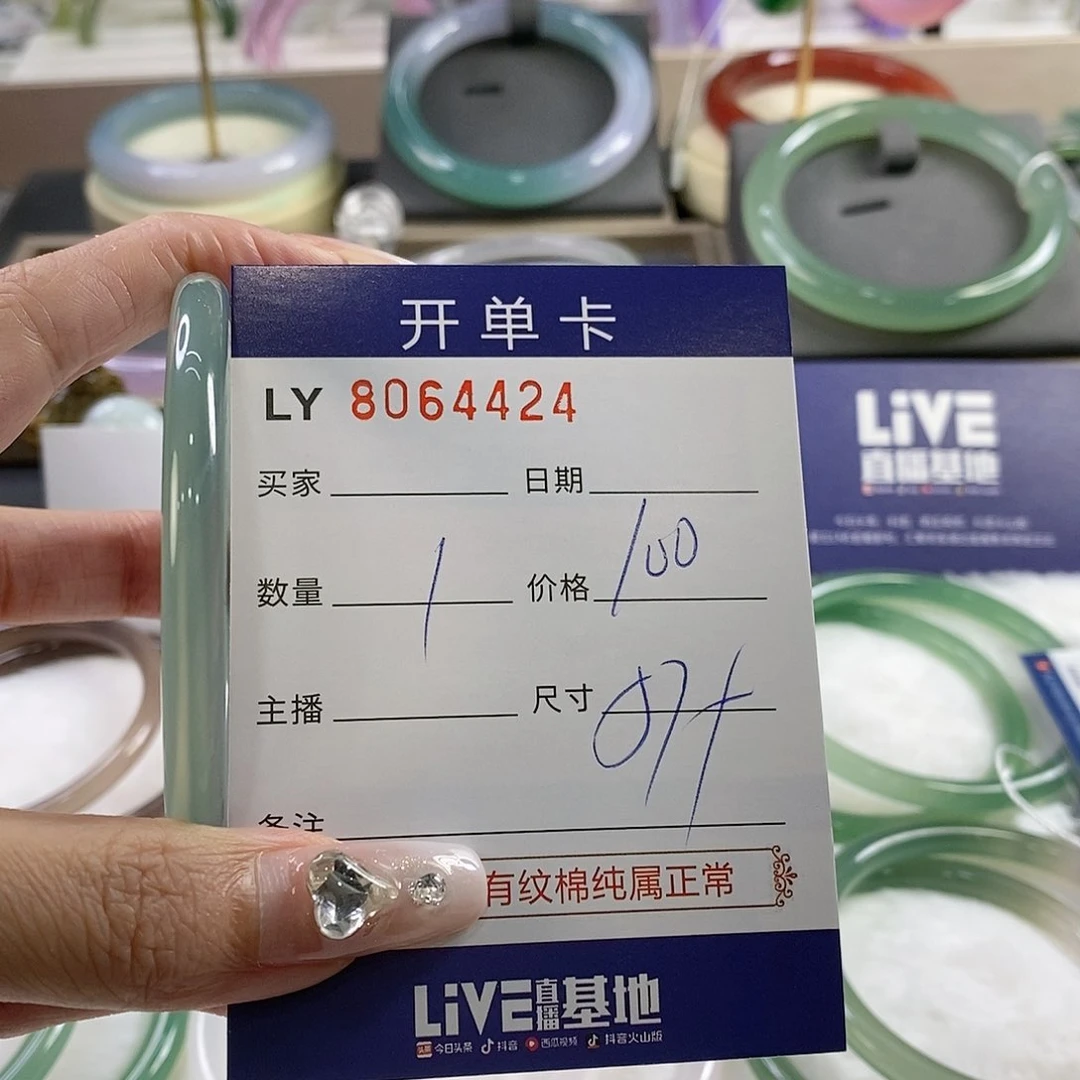 开单卡
LY 8064424
买家 日期
数量 1 价格 100
主播 尺寸
备注
有纹棉纯属正常
LiVE直播基地
今日头条 抖音 西瓜视频 抖音火山版
LiVE
直播基地